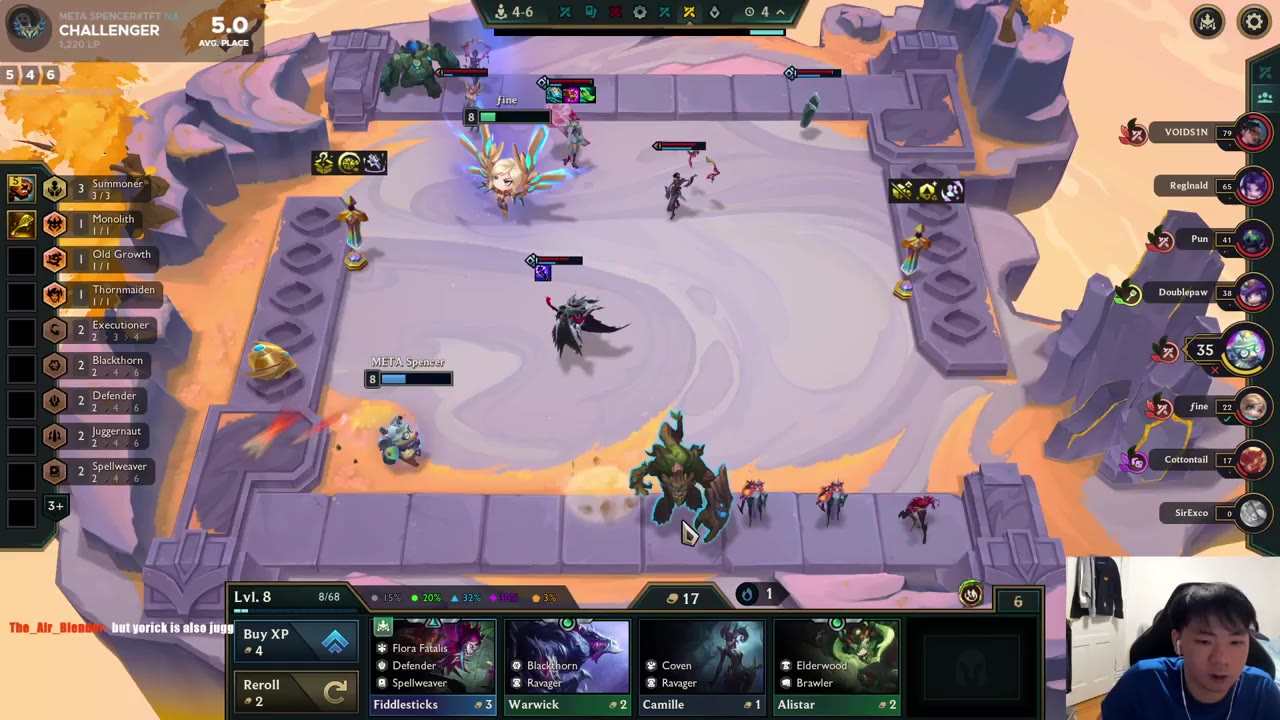 META SPENCER#TFT NA
CHALLENGER
1,220 LP
5.0
AVG. PLACE
5 4 6
4-6
4
3 Summoner
3 / 3
1 Monolith
1 / 1
1 Old Growth
1 / 1
1 Thornmaiden
1 / 1
2 Executioner
2 > 3 > 4
2 Blackthorn
2 / 4 / 6
2 Defender
2 / 4 / 6
2 Juggernaut
2 / 4 / 6
2 Spellweaver
2 / 4 / 6
3+
fine
8
META Spencer
8
VOIDS1N 79
Reglnald 65
Pun 41
Doublepaw 38
35
fine 22
Cottontail 17
SirExco 0
The_Air_Blender: but yorick is also jugg
Lvl. 8 8/68
15% 20% 32% 30% 3%
17
1
6
Buy XP
4
Reroll
2
Flora Fatalis
Defender
Spellweaver
Fiddlesticks 3
Blackthorn
Ravager
Warwick 2
Coven
Ravager
Camille 1
Elderwood
Brawler
Alistar 2